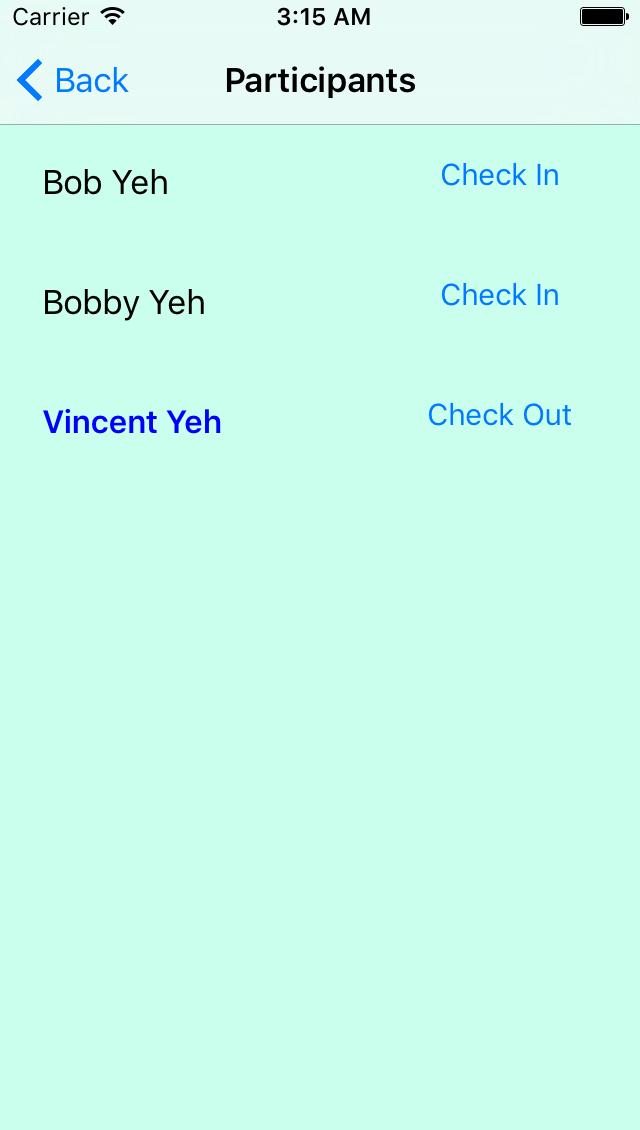 Carrier 3:15 AM
Back Participants
Bob Yeh Check In
Bobby Yeh Check In
Vincent Yeh Check Out